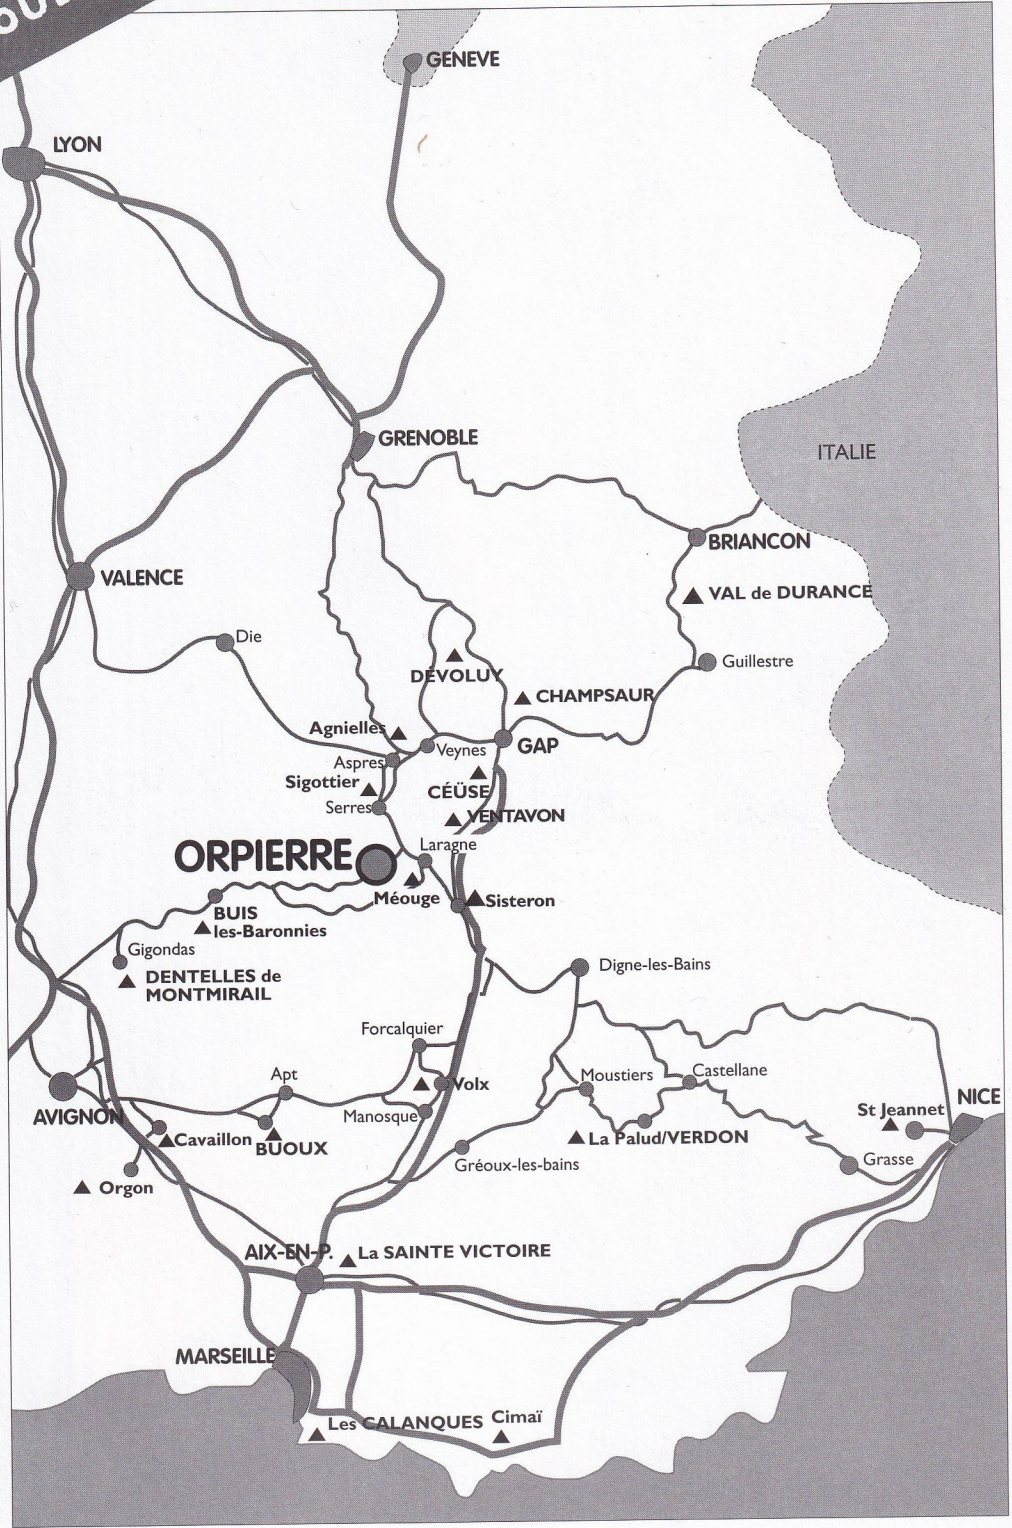 GENEVE
LYON
GRENOBLE
ITALIE
BRIANCON
VALENCE
VAL de DURANCE
Die
Guillestre
DÉVOLUY
CHAMPSAUR
Agnielles
Veynes
GAP
Aspres
Sigottier
CÉÜSE
Serres
VENTAVON
Laragne
ORPIERRE
Méouge
Sisteron
BUIS
les-Baronnies
Gigondas
Digne-les-Bains
DENTELLES de
MONTMIRAIL
Forcalquier
Apt
Volx
Moustiers
Castellane
AVIGNON
Manosque
NICE
St Jeannet
Cavaillon
BUOUX
La Palud/VERDON
Grasse
Gréoux-les-bains
Orgon
AIX-EN-P.
La SAINTE VICTOIRE
MARSEILLE
Les CALANQUES
Cimaï